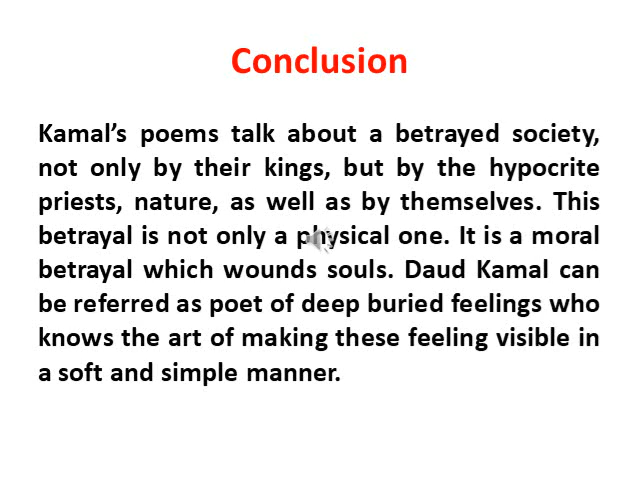 Conclusion
Kamal’s poems talk about a betrayed society,
not only by their kings, but by the hypocrite
priests, nature, as well as by themselves. This
betrayal is not only a physical one. It is a moral
betrayal which wounds souls. Daud Kamal can
be referred as poet of deep buried feelings who
knows the art of making these feeling visible in
a soft and simple manner.